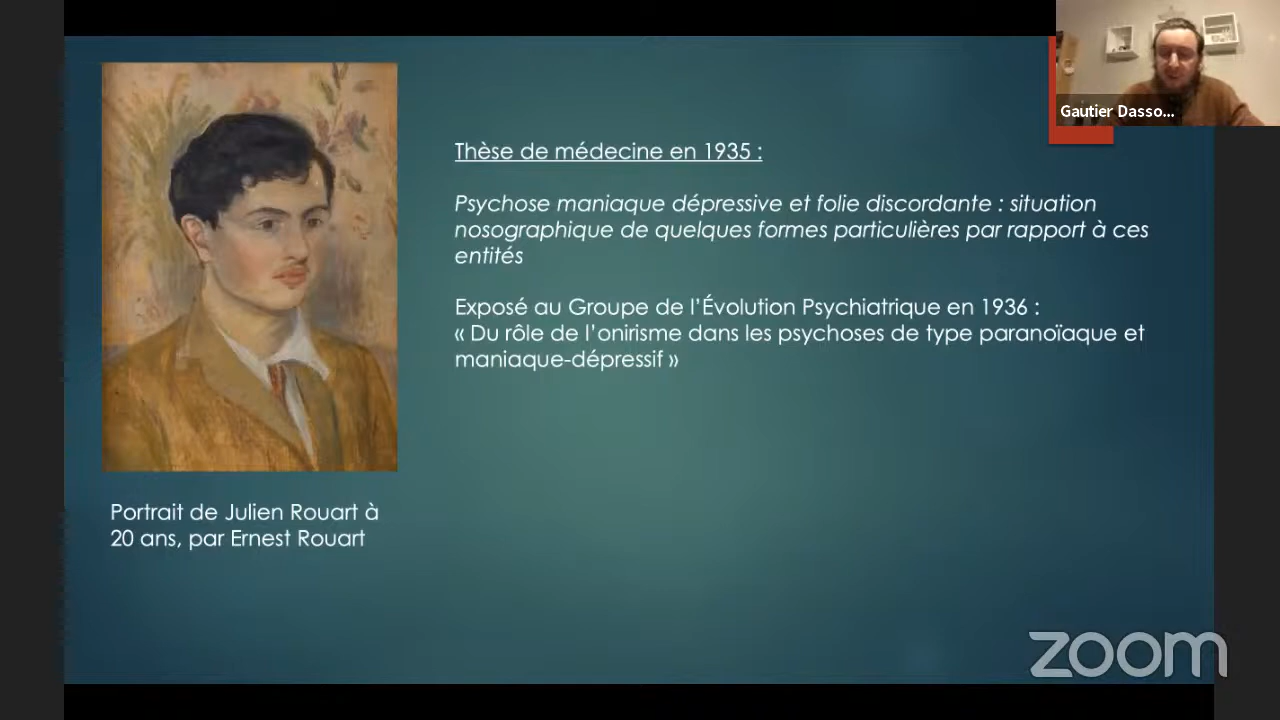 Gautier Dasso...
Thèse de médecine en 1935 :
Psychose maniaque dépressive et folie discordante : situation
nosographique de quelques formes particulières par rapport à ces
entités
Exposé au Groupe de l’Évolution Psychiatrique en 1936 :
« Du rôle de l’onirisme dans les psychoses de type paranoïaque et
maniaque-dépressif »
Portrait de Julien Rouart à
20 ans, par Ernest Rouart
zoom